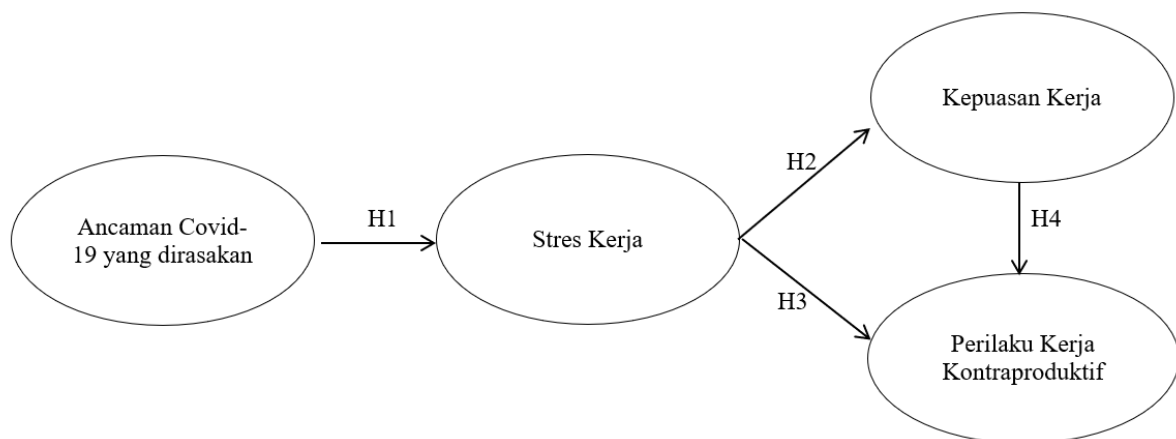 Ancaman Covid-
19 yang dirasakan
H1
Stres Kerja
H2
H3
Kepuasan Kerja
H4
Perilaku Kerja
Kontraproduktif